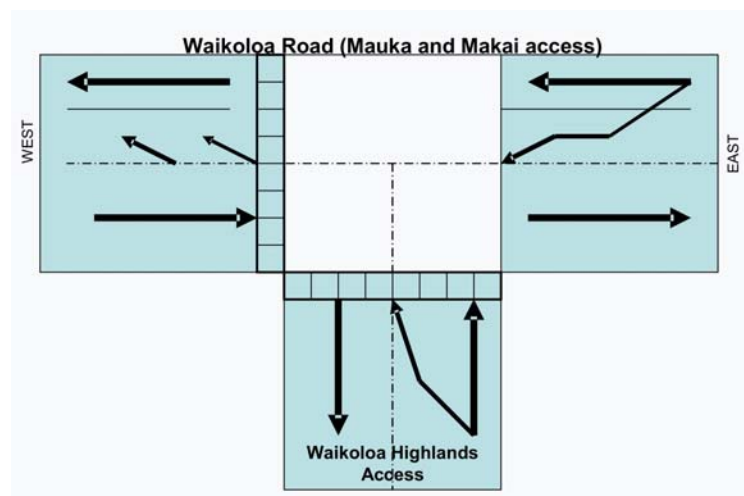 Waikoloa Road (Mauka and Makai access)
WEST
EAST
Waikoloa Highlands
Access